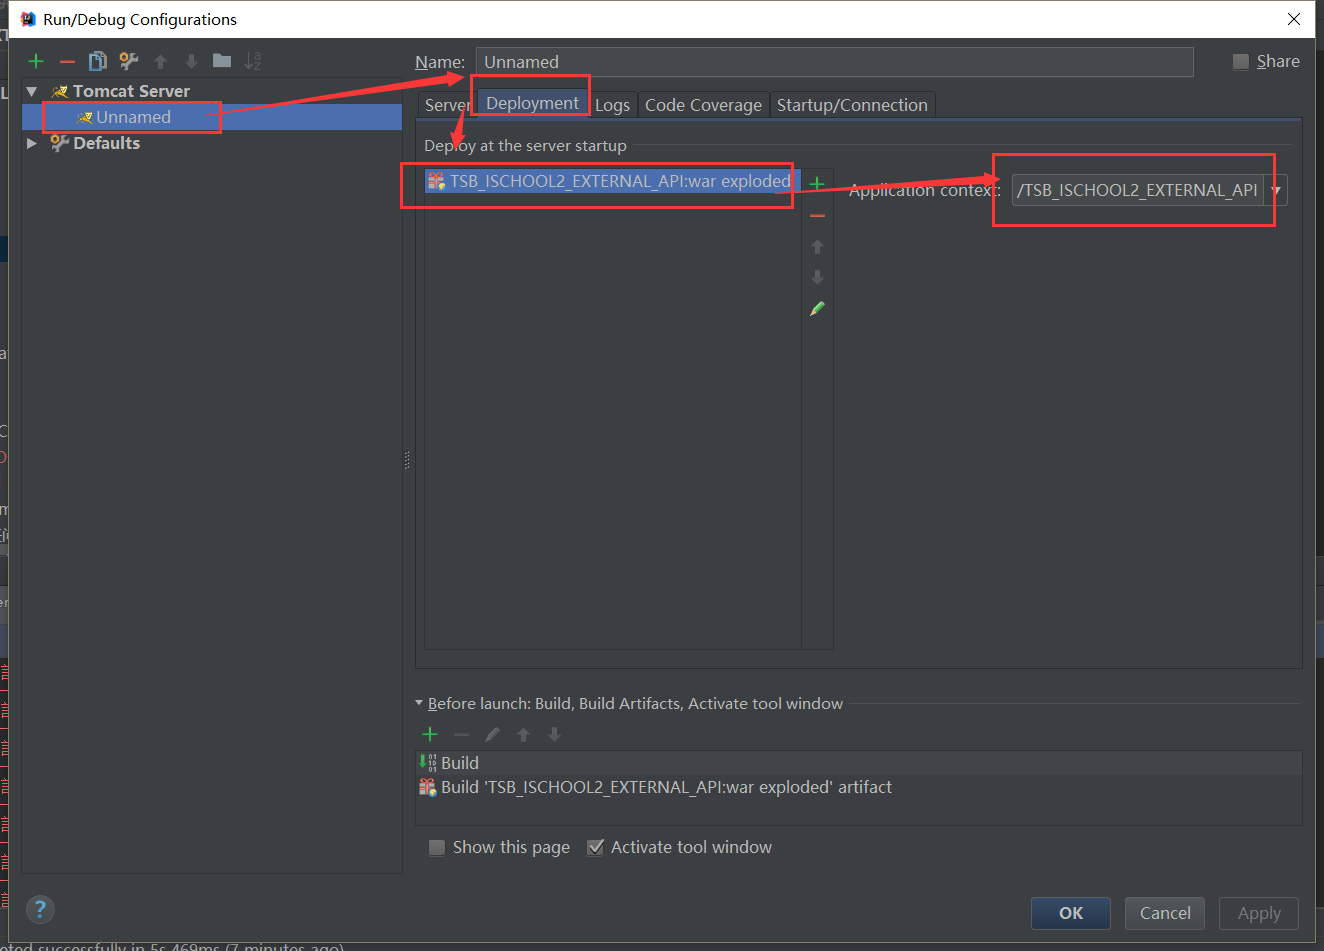 Run/Debug Configurations
Name: Unnamed
Share
Tomcat Server
Unnamed
Defaults
Server Deployment Logs Code Coverage Startup/Connection
Deploy at the server startup
TSB_ISCHOOL2_EXTERNAL_API:war exploded
Application context: /TSB_ISCHOOL2_EXTERNAL_API
Before launch: Build, Build Artifacts, Activate tool window
Build
Build 'TSB_ISCHOOL2_EXTERNAL_API:war exploded' artifact
Show this page Activate tool window
?
OK Cancel Apply
successfully in 5s 469ms (7 minutes ago)